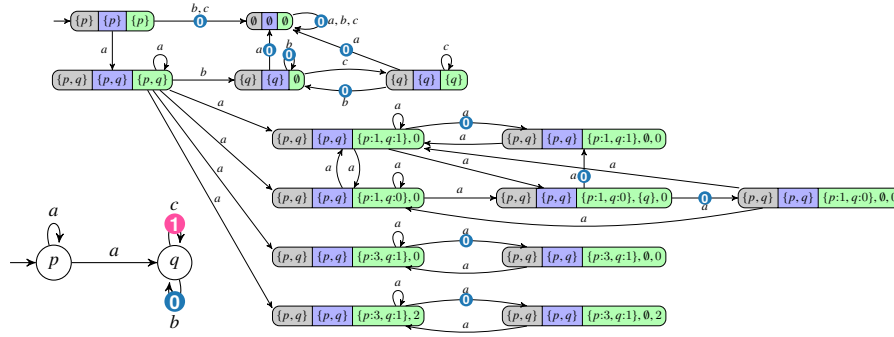 {p} {p} {p} b, c ∅ ∅ ∅ 0 a, b, c
0
a a a 0 0 b 0 a c
{p, q} {p, q} {p, q} b {q} {q} ∅ c {q} {q} {q}
0
b
a a a
0
{p, q} {p, q} {p:1, q:1}, 0 a {p, q} {p, q} {p:1, q:1}, ∅, 0
a a a a a a a 0 a
{p, q} {p, q} {p:1, q:0}, 0 a {p, q} {p, q} {p:1, q:0}, {q}, 0 0 {p, q} {p, q} {p:1, q:0}, ∅, 0
a a
a a c a a
1 0
{p, q} {p, q} {p:3, q:1}, 0 {p, q} {p, q} {p:3, q:1}, ∅, 0
p a q a
0 a a
b 0
{p, q} {p, q} {p:3, q:1}, 2 {p, q} {p, q} {p:3, q:1}, ∅, 2
a